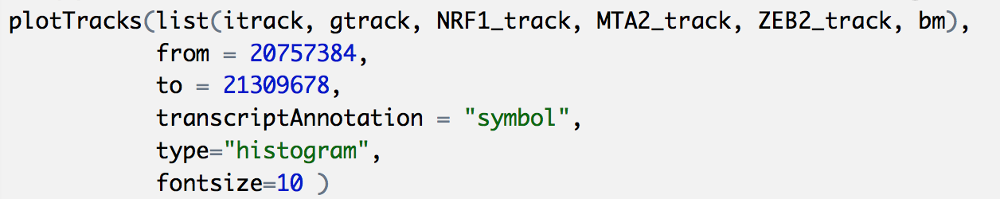 plotTracks(list(itrack, gtrack, NRF1_track, MTA2_track, ZEB2_track, bm),
from = 20757384,
to = 21309678,
transcriptAnnotation = "symbol",
type="histogram",
fontsize=10 )